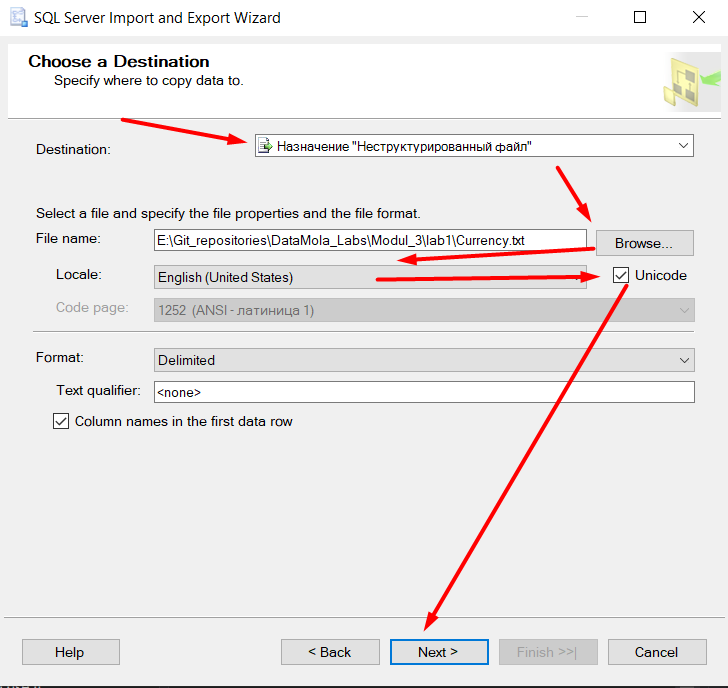 SQL Server Import and Export Wizard
Choose a Destination
Specify where to copy data to.
Destination: Назначение "Неструктурированный файл"
Select a file and specify the file properties and the file format.
File name: E:\Git_repositories\DataMola_Labs\Modul_3\lab1\Currency.txt Browse...
Locale: English (United States) Unicode
Code page: 1252 (ANSI - латиница 1)
Format: Delimited
Text qualifier: <none>
Column names in the first data row
Help < Back Next > Finish >>| Cancel